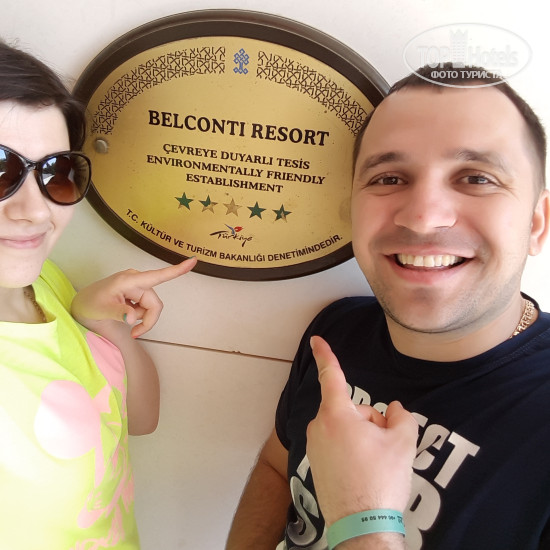 TOP Hotels
ФОТО ТУРИСТА
BELCONTI RESORT
ÇEVREYE DUYARLI TESİS
ENVIRONMENTALLY FRIENDLY
ESTABLISHMENT
Türkiye
T.C. KÜLTÜR VE TURİZM BAKANLIĞI DENETİMİNDEDİR.